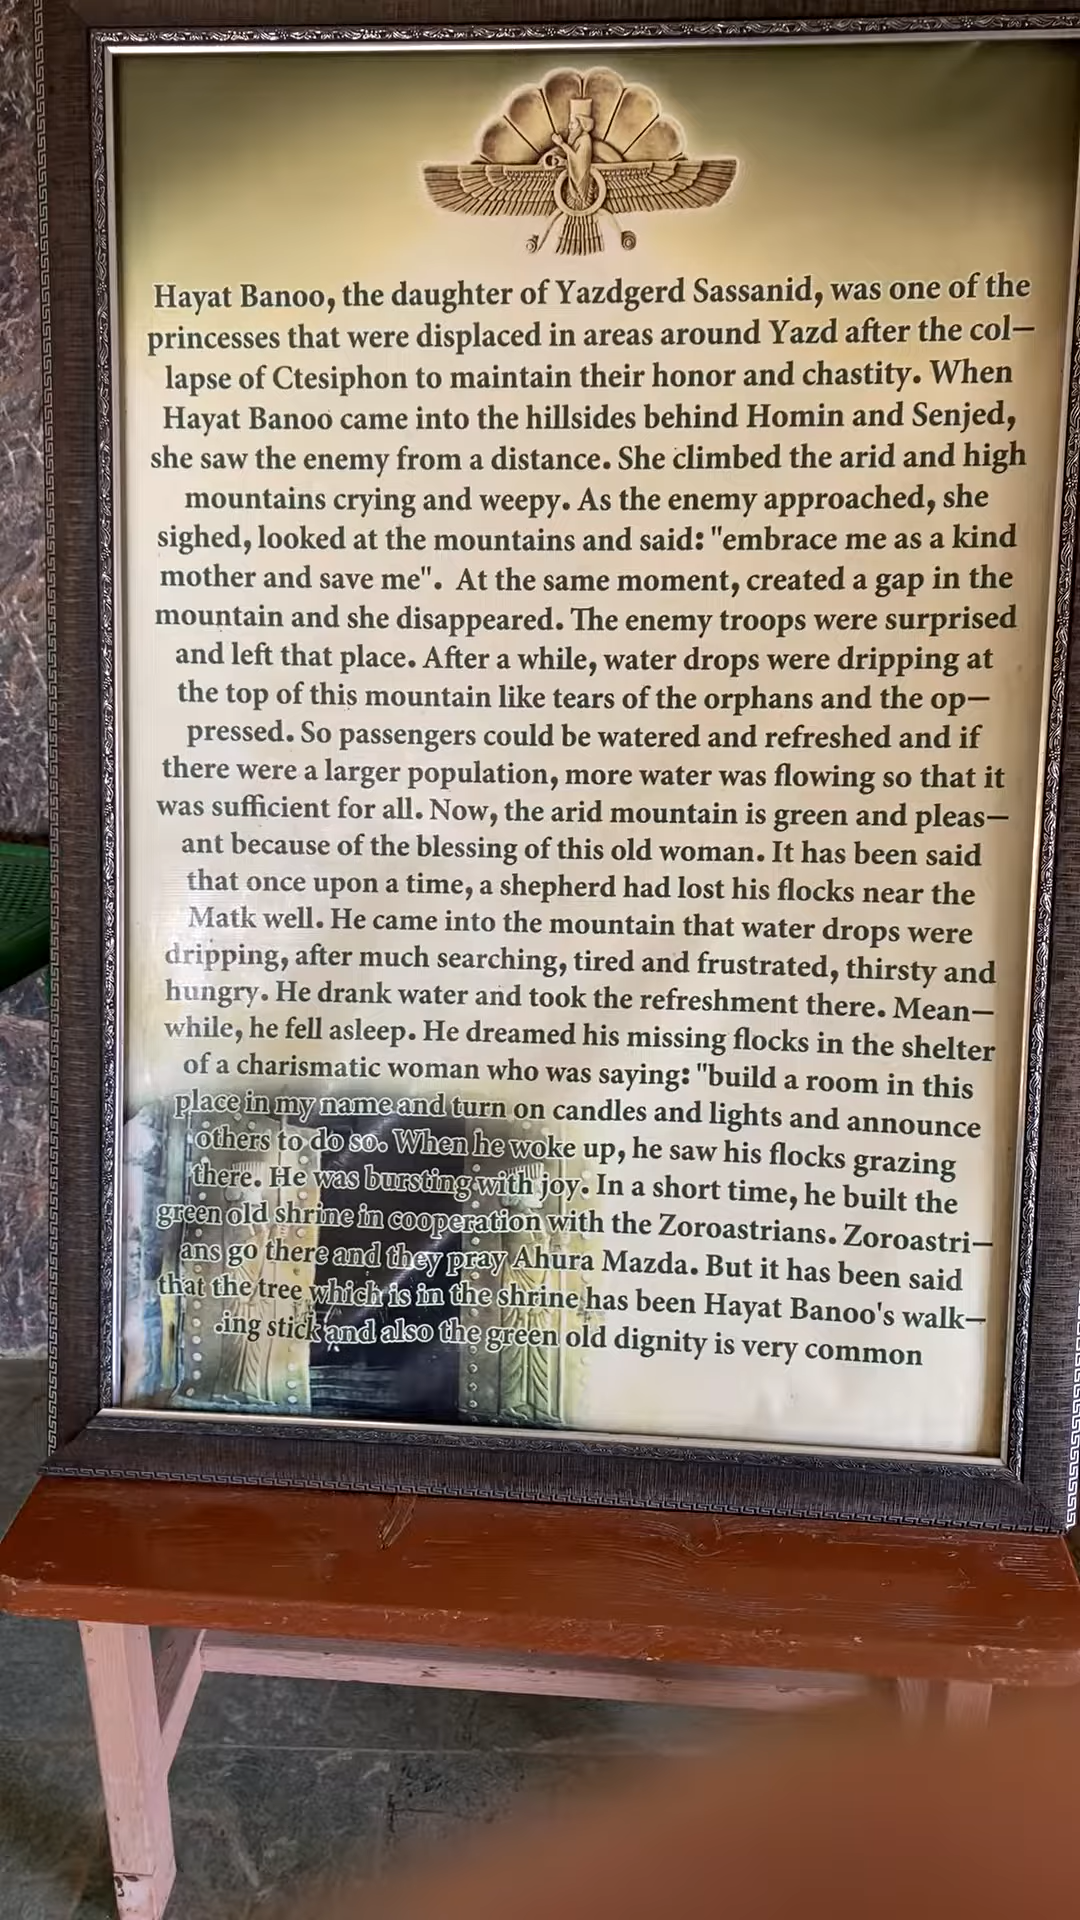 Hayat Banoo, the daughter of Yazdgerd Sassanid, was one of the
princesses that were displaced in areas around Yazd after the col–
lapse of Ctesiphon to maintain their honor and chastity. When
Hayat Banoo came into the hillsides behind Homin and Senjed,
she saw the enemy from a distance. She climbed the arid and high
mountains crying and weepy. As the enemy approached, she
sighed, looked at the mountains and said: "embrace me as a kind
mother and save me".  At the same moment, created a gap in the
mountain and she disappeared. The enemy troops were surprised
and left that place. After a while, water drops were dripping at
the top of this mountain like tears of the orphans and the op–
pressed. So passengers could be watered and refreshed and if
there were a larger population, more water was flowing so that it
was sufficient for all. Now, the arid mountain is green and pleas–
ant because of the blessing of this old woman. It has been said
that once upon a time, a shepherd had lost his flocks near the
Matk well. He came into the mountain that water drops were
dripping, after much searching, tired and frustrated, thirsty and
hungry. He drank water and took the refreshment there. Mean–
while, he fell asleep. He dreamed his missing flocks in the shelter
of a charismatic woman who was saying: "build a room in this
place in my name and turn on candles and lights and announce
others to do so. When he woke up, he saw his flocks grazing
there. He was bursting with joy. In a short time, he built the
green old shrine in cooperation with the Zoroastrians. Zoroastri–
ans go there and they pray Ahura Mazda. But it has been said
that the tree which is in the shrine has been Hayat Banoo's walk–
ing stick and also the green old dignity is very common